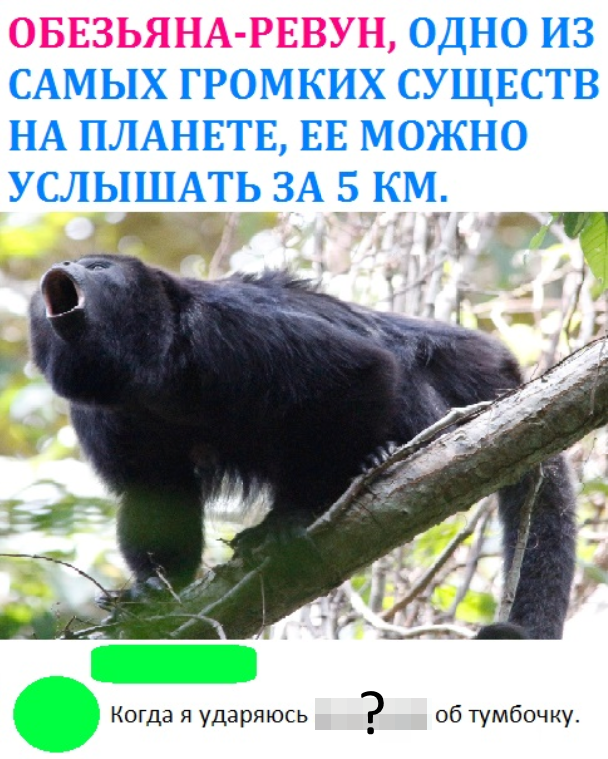 ОБЕЗЬЯНА-РЕВУН, ОДНО ИЗ
САМЫХ ГРОМКИХ СУЩЕСТВ
НА ПЛАНЕТЕ, ЕЕ МОЖНО
УСЛЫШАТЬ ЗА 5 КМ.
Когда я ударяюсь ? об тумбочку.